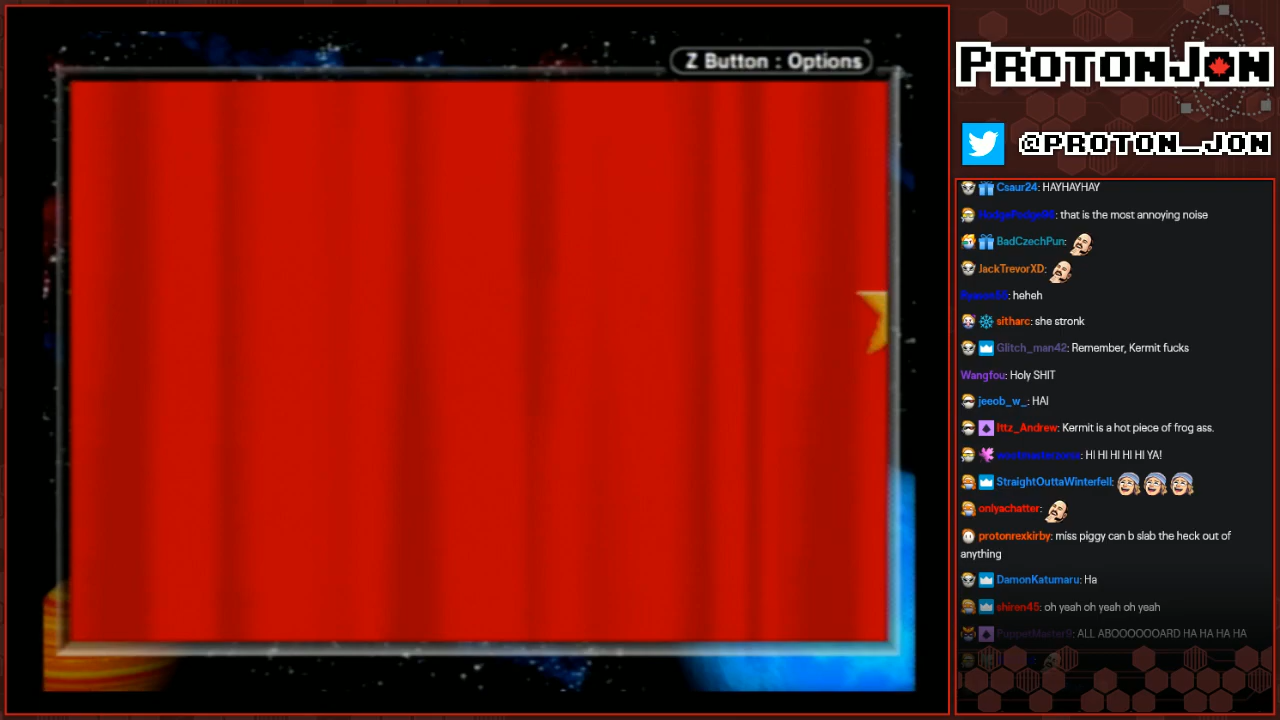 Z Button : Options
PROTONJON
@PROTON_JON
Csaur24: HAYHAYHAY
HodgePodge96: that is the most annoying noise
BadCzechPun:
JackTrevorXD:
: heheh
sitharc: she stronk
Glitch_man42: Remember, Kermit fucks
Wangfou: Holy SHIT
jeeob_w_: HAI
Ittz_Andrew: Kermit is a hot piece of frog ass.
: HI HI HI HI HI YA!
StraightOuttaWinterfell:
onlyachatter:
protonrexkirby: miss piggy can b slab the heck out of
anything
DamonKatumaru: Ha
shiren45: oh yeah oh yeah oh yeah
PuppetMaster9: ALL ABOOOOOOARD HA HA HA HA